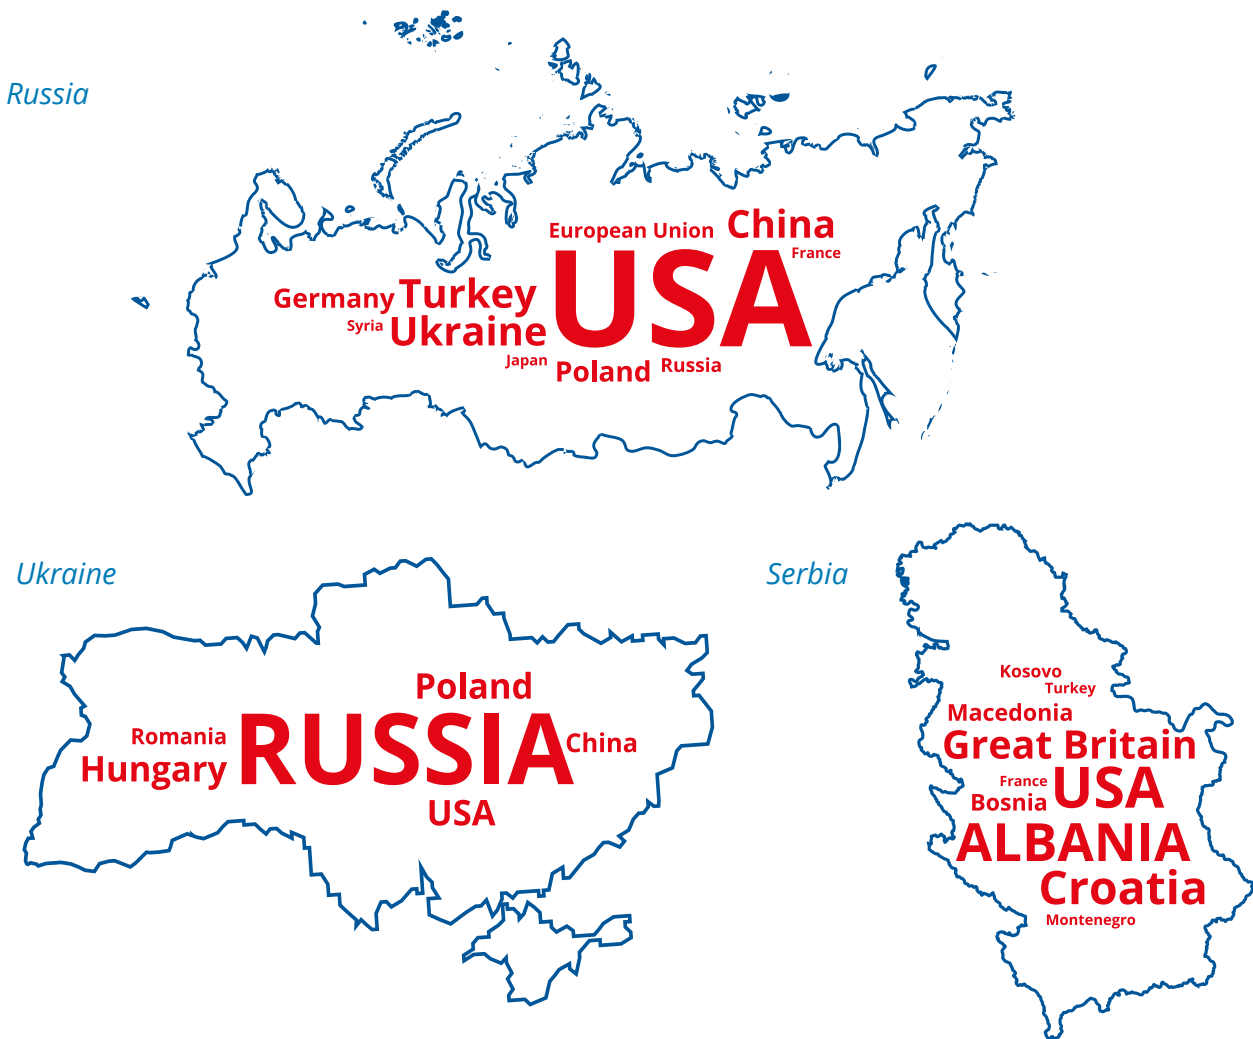 Russia
European Union China
France
USA
Germany Turkey
Syria Ukraine
Japan Poland Russia
Ukraine
Poland
Romania RUSSIA China
Hungary
USA
Serbia
Kosovo
Turkey
Macedonia
Great Britain
France USA
Bosnia
ALBANIA
Croatia
Montenegro